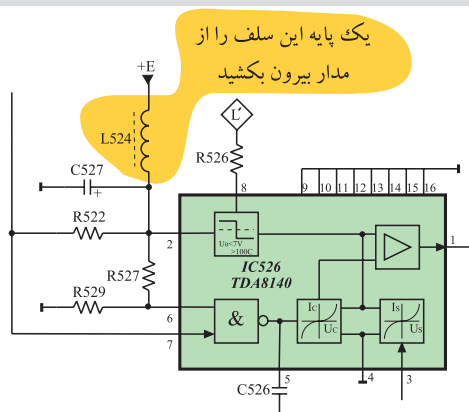 یک پایه این سلف را از
مدار بیرون بکشید
+E
L524
L'
C527
+
R526
8
9 10 11 12 13 14 15 16
R522
2
U₈<7V
>100C
1
IC526
TDA8140
R527
R529
6
&
Ic
Uc
Is
Us
7
5
4
3
C526